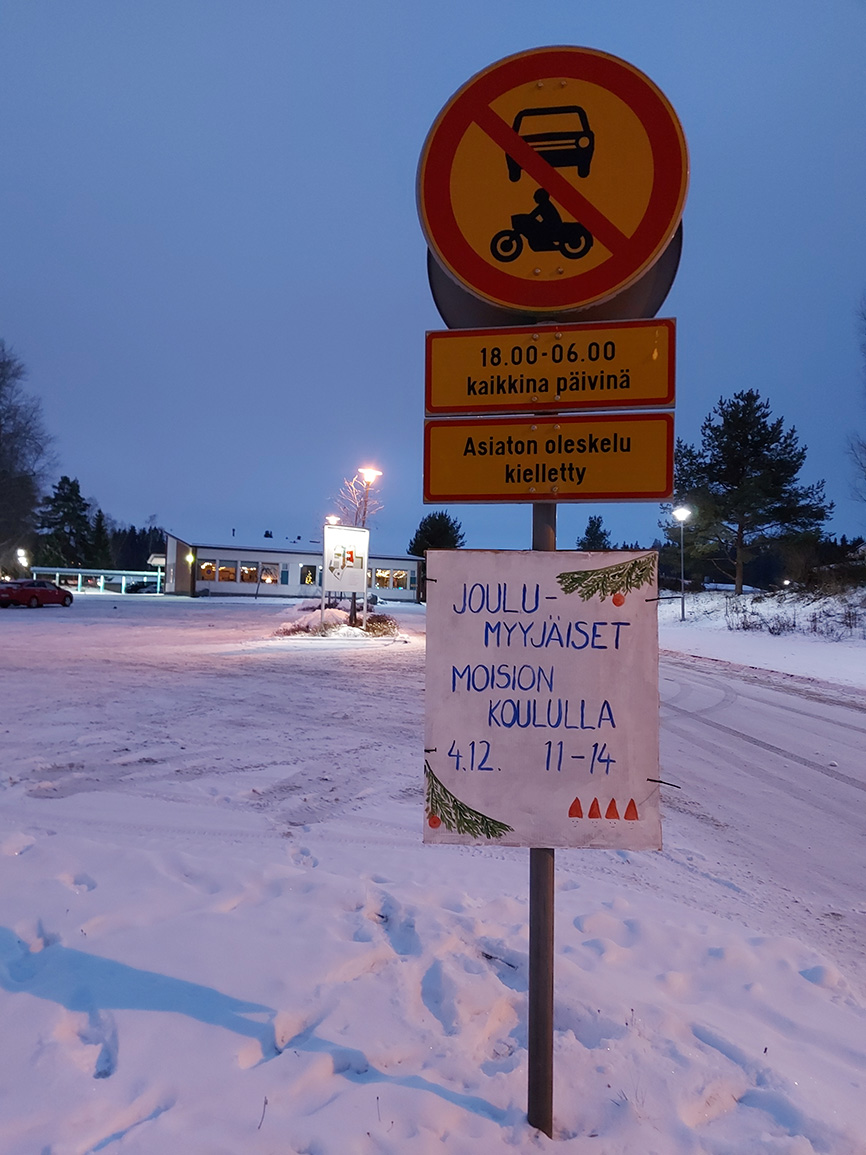 18.00-06.00
kaikkina päivinä
Asiaton oleskelu
kielletty
JOULU-
MYYJÄISET
MOISION
KOULULLA
4.12. 11-14